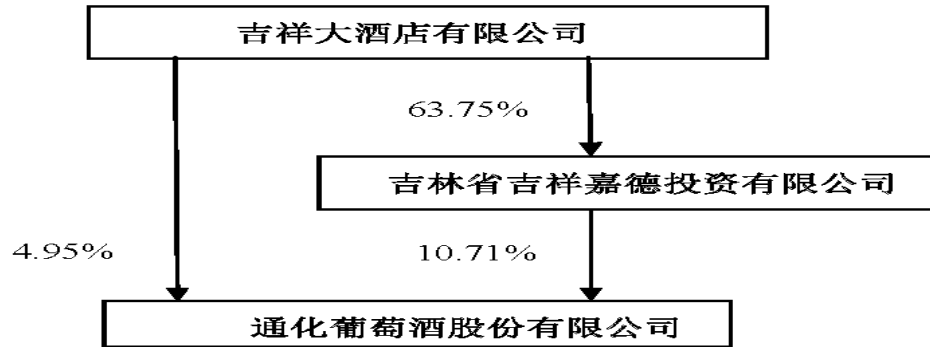 吉祥大酒店有限公司
63.75%
吉林省吉祥嘉德投资有限公司
4.95%
10.71%
通化葡萄酒股份有限公司